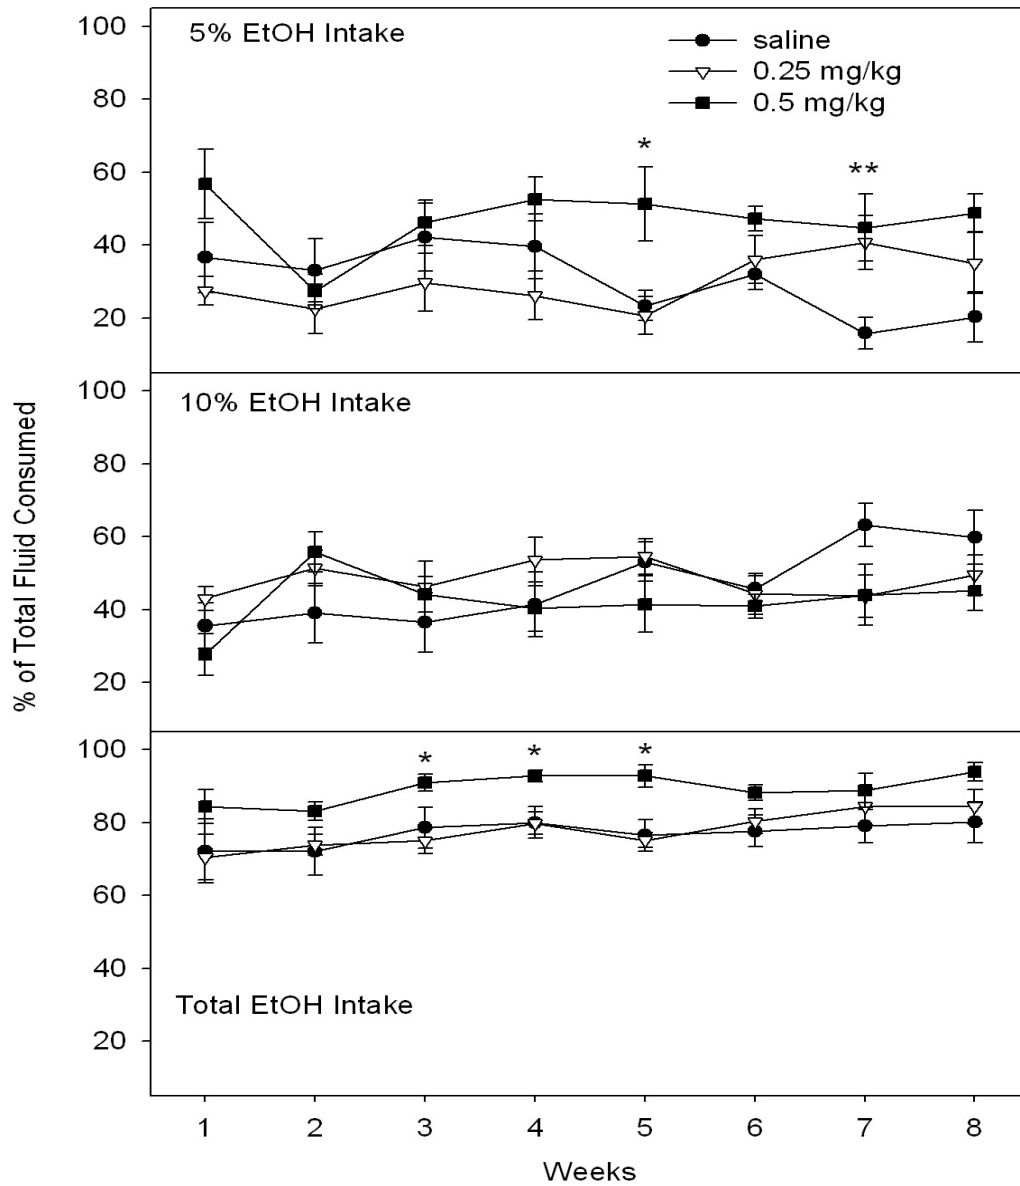 5% EtOH Intake
saline
0.25 mg/kg
0.5 mg/kg
100
80
60
40
20
*
**
10% EtOH Intake
100
80
60
40
20
% of Total Fluid Consumed
100
80
60
40
20
*
*
*
Total EtOH Intake
1 2 3 4 5 6 7 8
Weeks